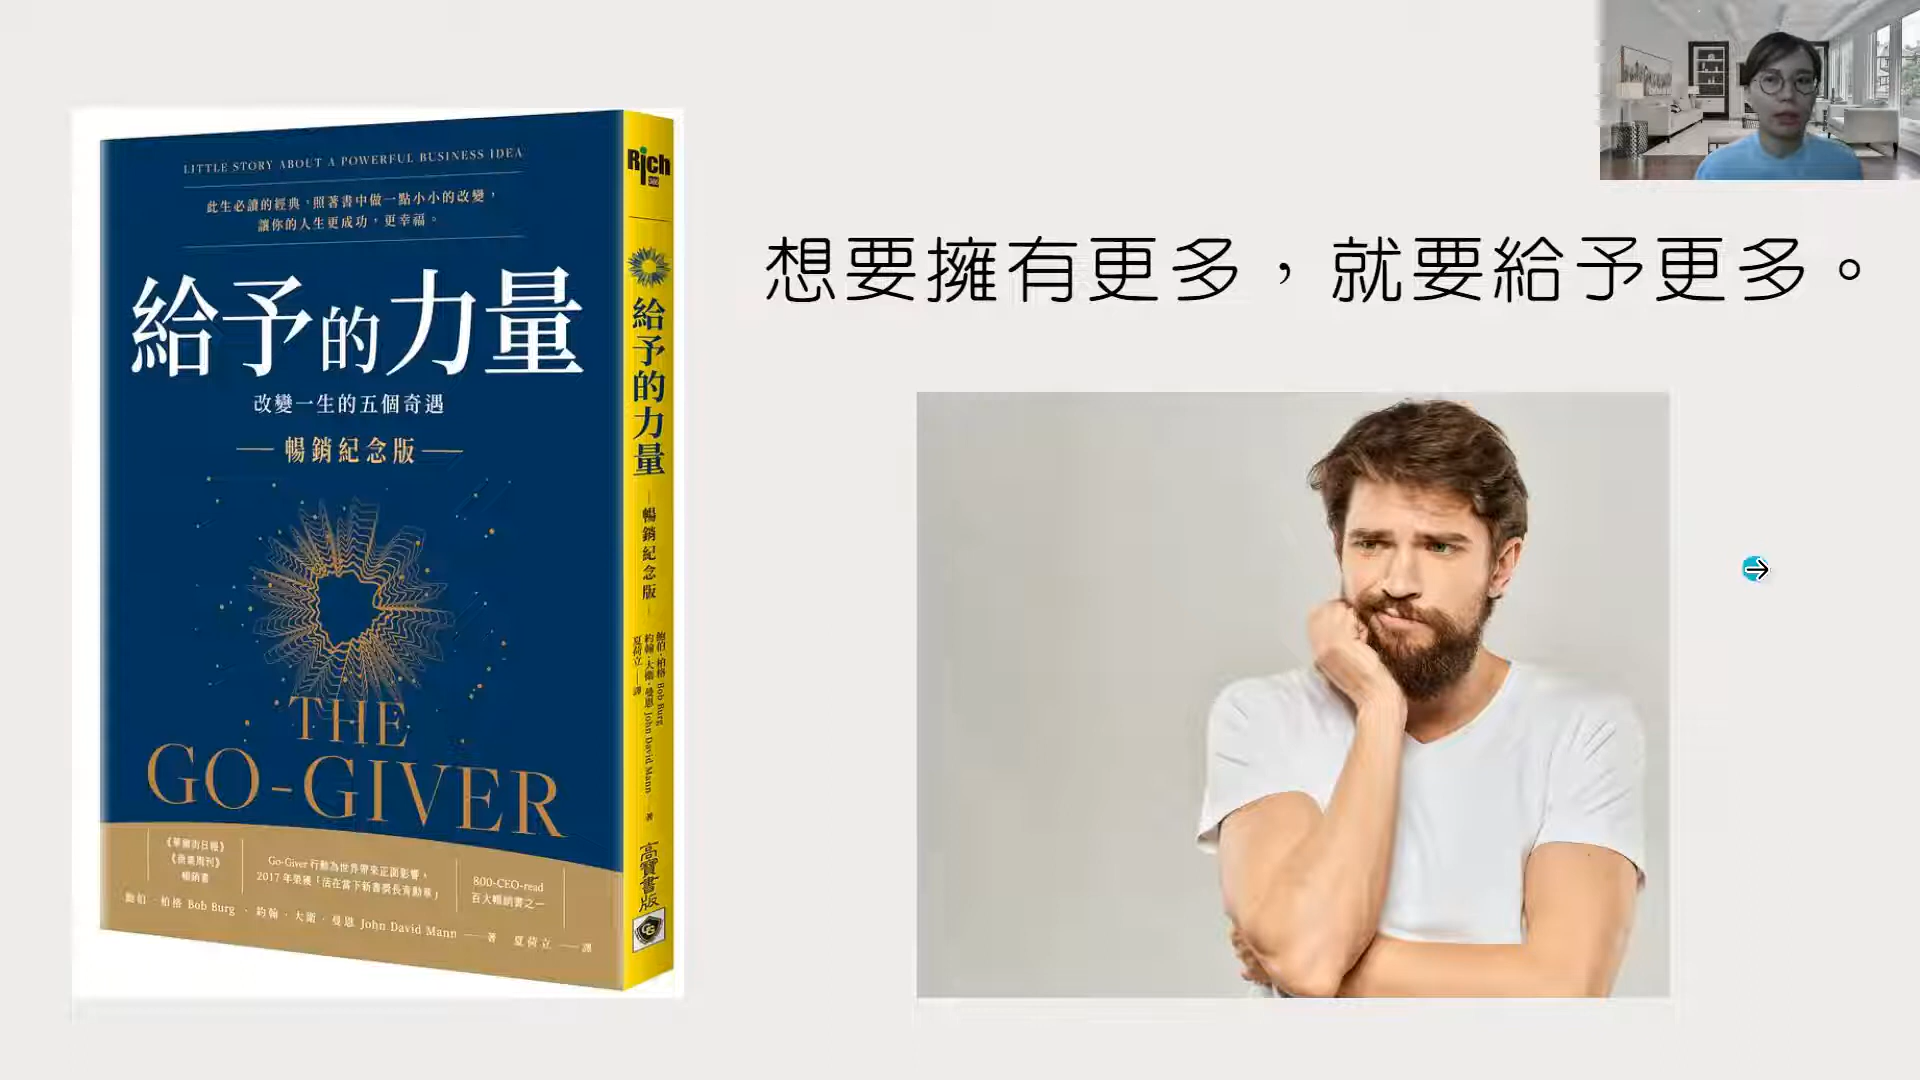 LITTLE STORY ABOUT A POWERFUL BUSINESS IDEA
此生必讀的經典，照著書中做一點小小的改變，
讓你的人生更成功，更幸福。
給予的力量
改變一生的五個奇遇
暢銷紀念版
THE
GO-GIVER
《華爾街日報》
《商業周刊》
暢銷書
Go-Giver 行動為世界帶來正面影響，
2017 年榮獲「活在當下新書獎長青勳章」
800-CEO-read
百大暢銷書之一
鮑伯・柏格 Bob Burg、約翰・大衛・曼恩 John David Mann ──著 夏荷立 ──譯
Rich
給予的力量
暢銷紀念版
鮑伯・柏格 Bob Burg
約翰・大衛・曼恩 John David Mann ──著
夏荷立──譯
高寶書版
想要擁有更多，就要給予更多。